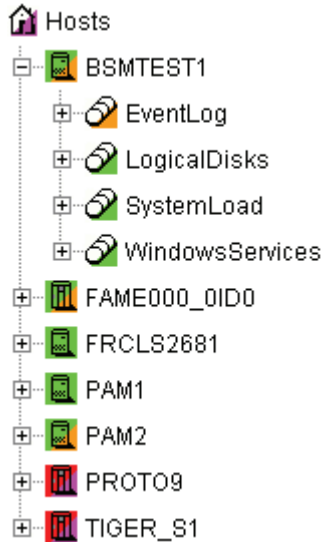 Hosts
BSMTEST1
EventLog
LogicalDisks
SystemLoad
WindowsServices
FAME000_0ID0
FRCLS2681
PAM1
PAM2
PROTO9
TIGER_S1